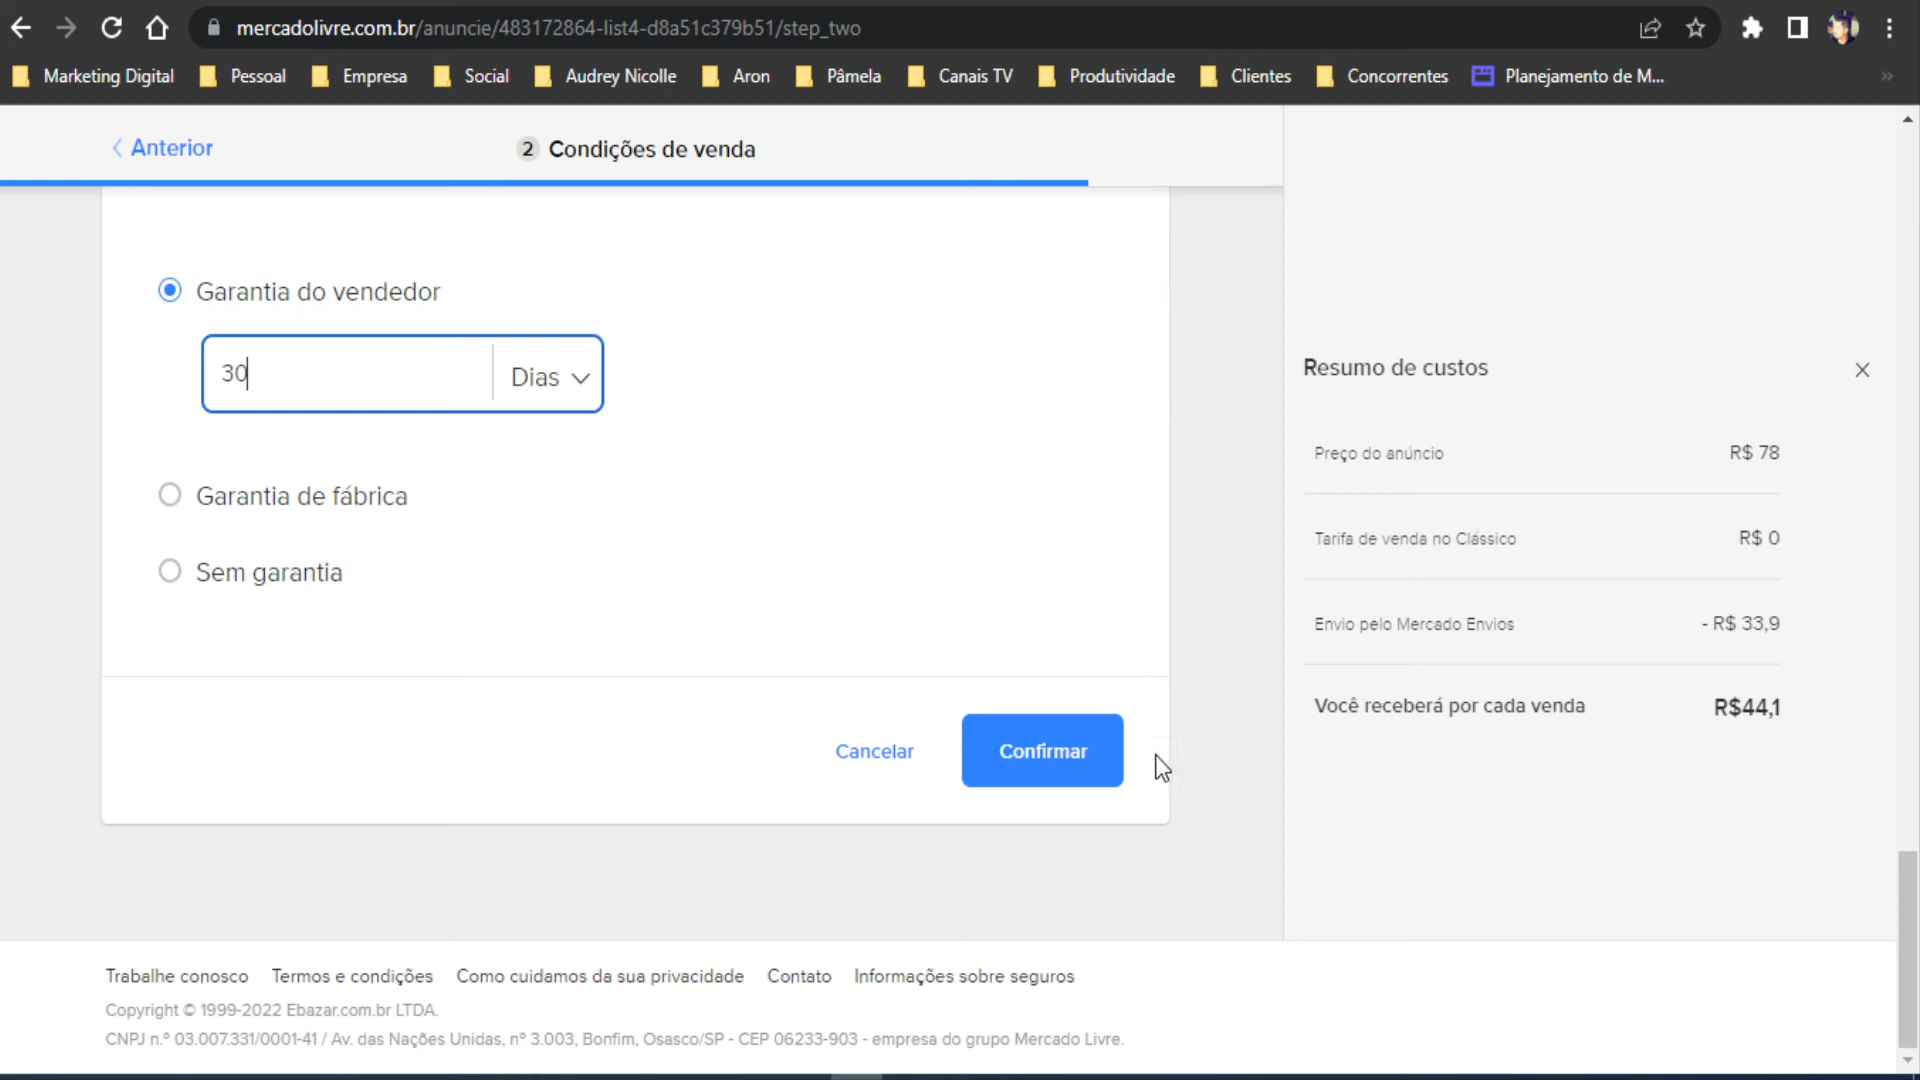 mercadolivre.com.br/anuncie/483172864-list4-d8a51c379b51/step_two
Marketing Digital Pessoal Empresa Social Audrey Nicolle Aron Pâmela Canais TV Produtividade Clientes Concorrentes Planejamento de M...
Anterior
2 Condições de venda
Garantia do vendedor
30 Dias
Garantia de fábrica
Sem garantia
Cancelar Confirmar
Resumo de custos
Preço do anúncio R$ 78
Tarifa de venda no Clássico R$ 0
Envio pelo Mercado Envios - R$ 33,9
Você receberá por cada venda R$44,1
Trabalhe conosco Termos e condições Como cuidamos da sua privacidade Contato Informações sobre seguros
Copyright © 1999-2022 Ebazar.com.br LTDA.
CNPJ n.º 03.007.331/0001-41 / Av. das Nações Unidas, nº 3.003, Bonfim, Osasco/SP - CEP 06233-903 - empresa do grupo Mercado Livre.